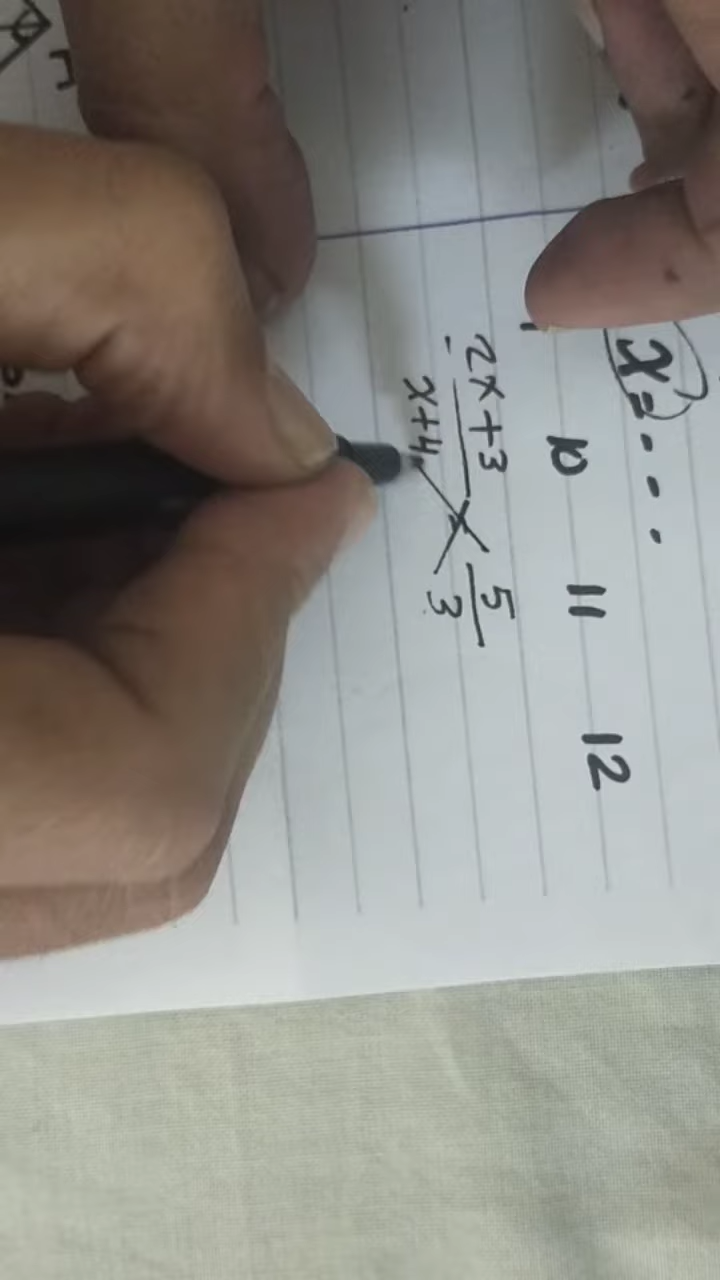 x = - - -
10 11 12
2x+3 5
x+4 3